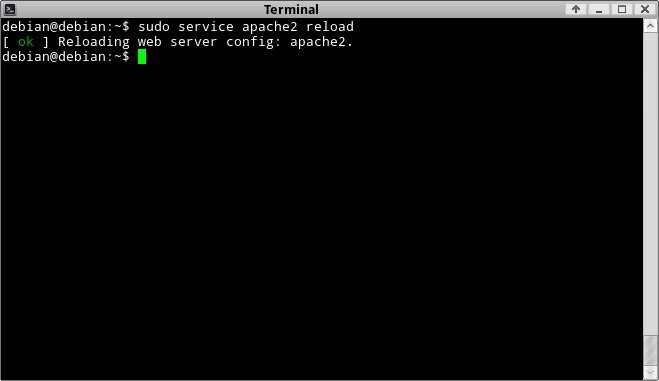 Terminal
debian@debian:~$ sudo service apache2 reload
[ ok ] Reloading web server config: apache2.
debian@debian:~$